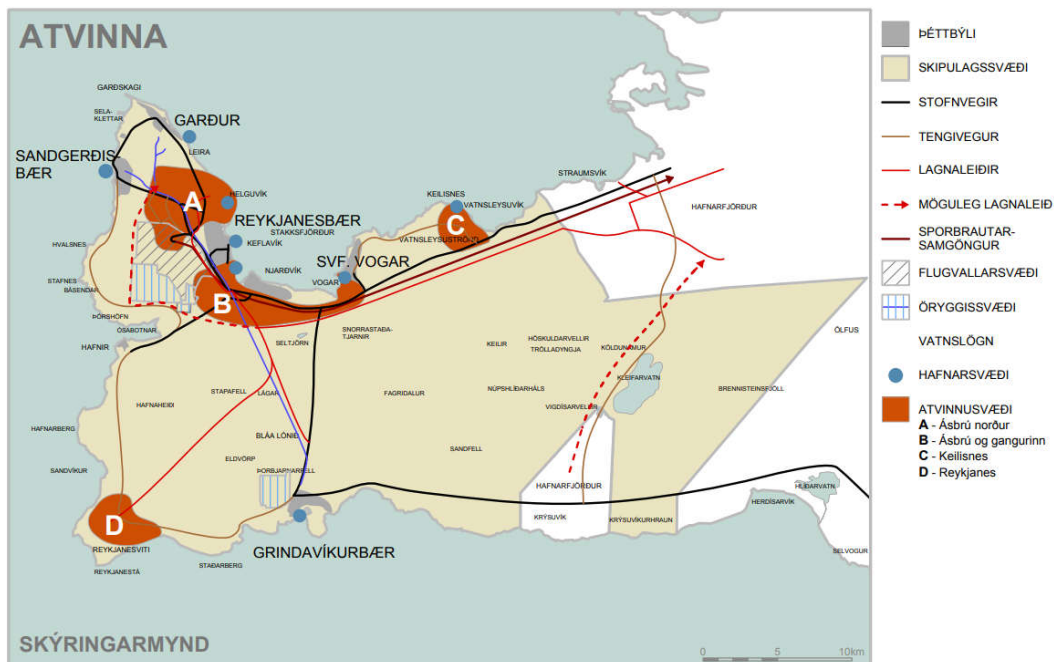 ATVINNA
GARÐSKAGI
SELA-
KLETTAR
GARÐUR
LEIRA
SANDGERÐIS
BÆR
A
HELGUVÍK
REYKJANESBÆR
STAKKSFJÖRÐUR
KEFLAVÍK
HVALSNES
STAFNES
BÁSENDAR
NJARÐVÍK
B
SVF. VOGAR
VOGAR
ÞÓRSHÖFN
ÓSABOTNAR
HAFNIR
KEILISNES
VATNSLEYSUVÍK
C
VATNSLEYSUSTRÖND
STRAUMSVÍK
HAFNARFJÖRÐUR
SNORRASTAÐA-
TJARNIR
SELTJÖRN
KEILIR
HÖSKULDARVELLIR
TRÖLLADYNGJA
KÖLDUNÁMUR
ÖLFUS
KLEIFARVATN
STAPAFELL
LÁGAR
FAGRIDALUR
NÚPSHLÍÐARHÁLS
BRENNISTEINSFJÖLL
HAFNAHEIÐI
VIGDÍSARVELLIR
HAFNARBERG
BLÁA LÓNIÐ
SANDFELL
ELDVÖRP
SANDVÍKUR
ÞORBJARNARFELL
HAFNARFJÖRÐUR
HLÍÐARVATN
HERDÍSARVÍK
D
KRÝSUVÍK
KRÝSUVÍKURHRAUN
REYKJANESVITI
GRINDAVÍKURBÆR
SELVOGUR
STAÐARBERG
REYKJANESTÁ
SKÝRINGARMYND
0 5 10km
ÞÉTTBÝLI
SKIPULAGSSVÆÐI
STOFNVEGIR
TENGIVEGUR
LAGNALEIÐIR
MÖGULEG LAGNALEIÐ
SPORBRAUTAR-
SAMGÖNGUR
FLUGVALLARSVÆÐI
ÖRYGGISSVÆÐI
VATNSLÖGN
HAFNARSVÆÐI
ATVINNUSVÆÐI
A - Ásbrú norður
B - Ásbrú og gangurinn
C - Keilisnes
D - Reykjanes